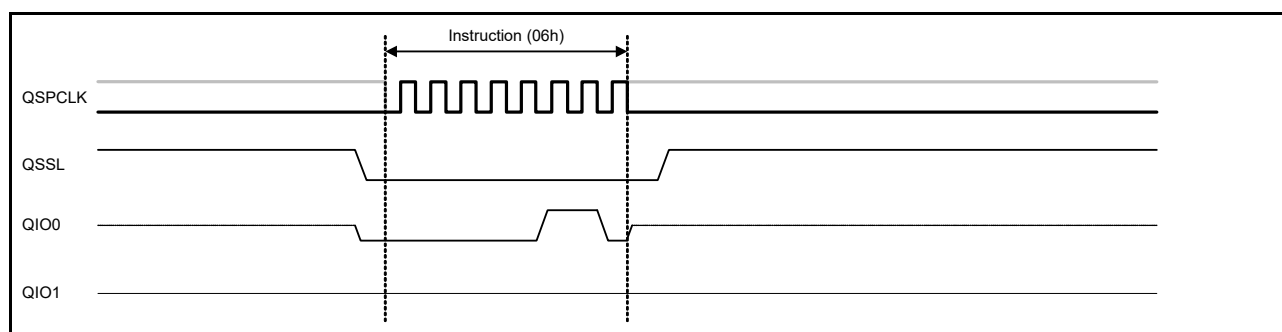 Instruction (06h)
QSPCLK
QSSL
QIO0
QIO1